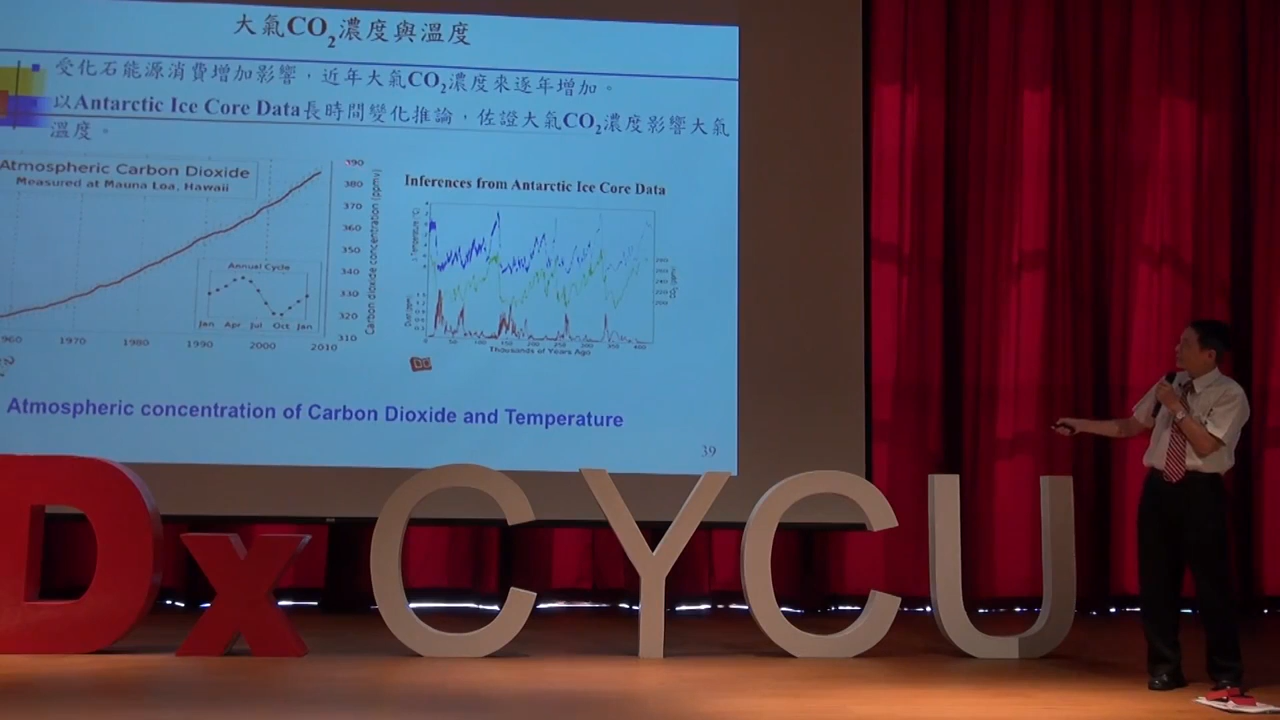 大氣CO₂濃度與溫度
受化石能源消費增加影響，近年大氣CO₂濃度來逐年增加。
以Antarctic Ice Core Data長時間變化推論，佐證大氣CO₂濃度影響大氣
溫度。
Atmospheric Carbon Dioxide
Measured at Mauna Loa, Hawaii
390
380
370
360
350
340
330
320
310
Carbon dioxide concentration (ppmv)
Annual Cycle
Jan Apr Jul Oct Jan
1970 1980 1990 2000 2010
Inferences from Antarctic Ice Core Data
Thousands of Years Ago
Atmospheric concentration of Carbon Dioxide and Temperature
39
Dx CYCU